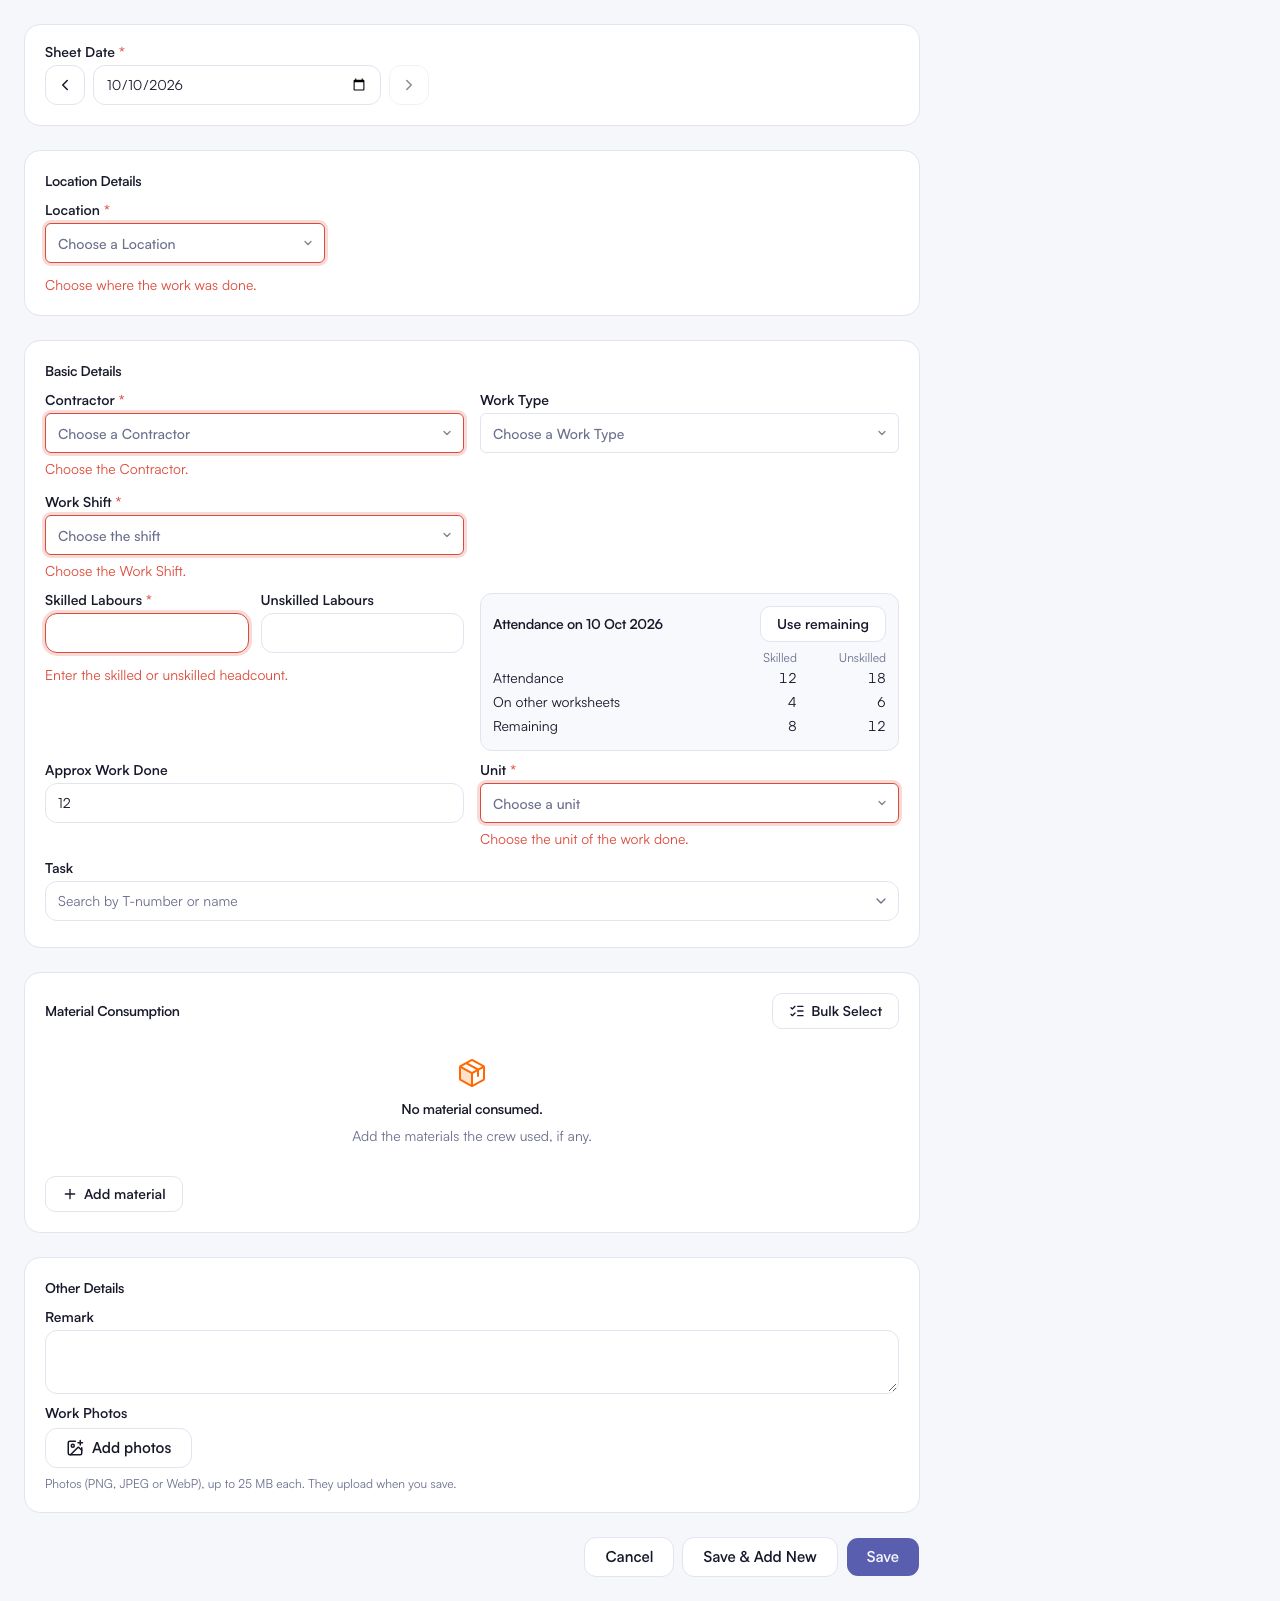 Sheet Date *
10/10/2026
Location Details
Location *
Choose a Location
Choose where the work was done.
Basic Details
Contractor * Work Type
Choose a Contractor Choose a Work Type
Choose the Contractor.
Work Shift *
Choose the shift
Choose the Work Shift.
Skilled Labours * Unskilled Labours
Enter the skilled or unskilled headcount.
Attendance on 10 Oct 2026 Use remaining
Skilled Unskilled
Attendance 12 18
On other worksheets 4 6
Remaining 8 12
Approx Work Done Unit *
12 Choose a unit
Choose the unit of the work done.
Task
Search by T-number or name
Material Consumption Bulk Select
No material consumed.
Add the materials the crew used, if any.
Add material
Other Details
Remark
Work Photos
Add photos
Photos (PNG, JPEG or WebP), up to 25 MB each. They upload when you save.
Cancel Save & Add New Save